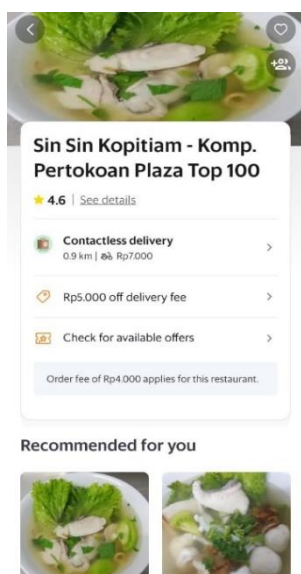 Sin Sin Kopitiam - Komp.
Pertokoan Plaza Top 100
4.6 | See details
Contactless delivery
0.9 km | Rp7.000
Rp5.000 off delivery fee
Check for available offers
Order fee of Rp4.000 applies for this restaurant.
Recommended for you